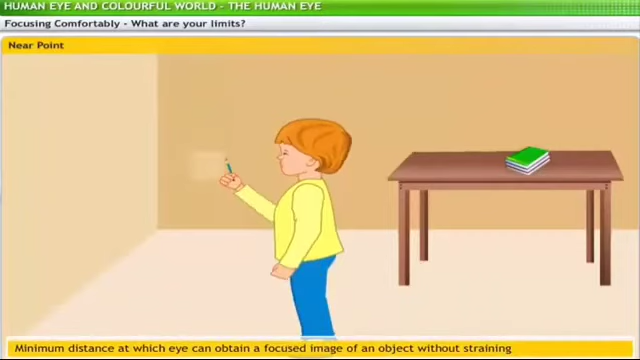 HUMAN EYE AND COLOURFUL WORLD - THE HUMAN EYE
Focusing Comfortably - What are your limits?
Near Point
Minimum distance at which eye can obtain a focused image of an object without straining